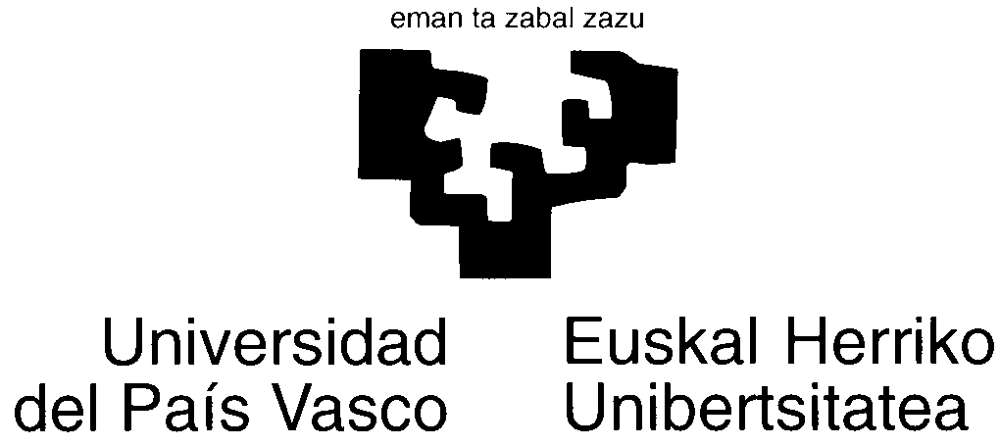 eman ta zabal zazu
Universidad
del País Vasco
Euskal Herriko
Unibertsitatea